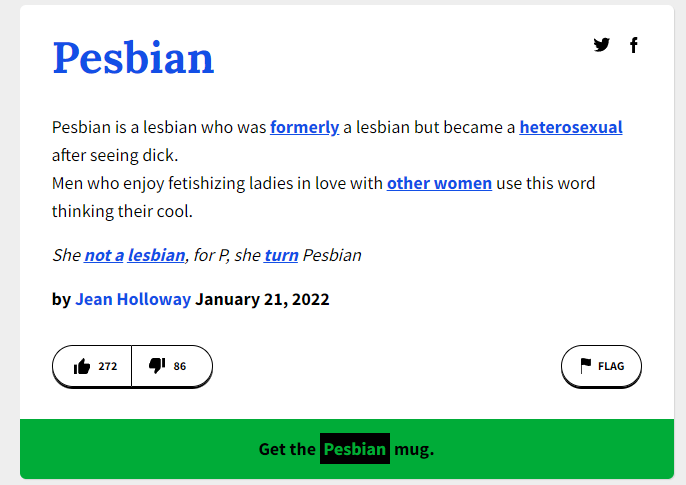 Pesbian
Pesbian is a lesbian who was formerly a lesbian but became a heterosexual
after seeing dick.
Men who enjoy fetishizing ladies in love with other women use this word
thinking their cool.
She not a lesbian, for P, she turn Pesbian
by Jean Holloway January 21, 2022
272 86 FLAG
Get the Pesbian mug.